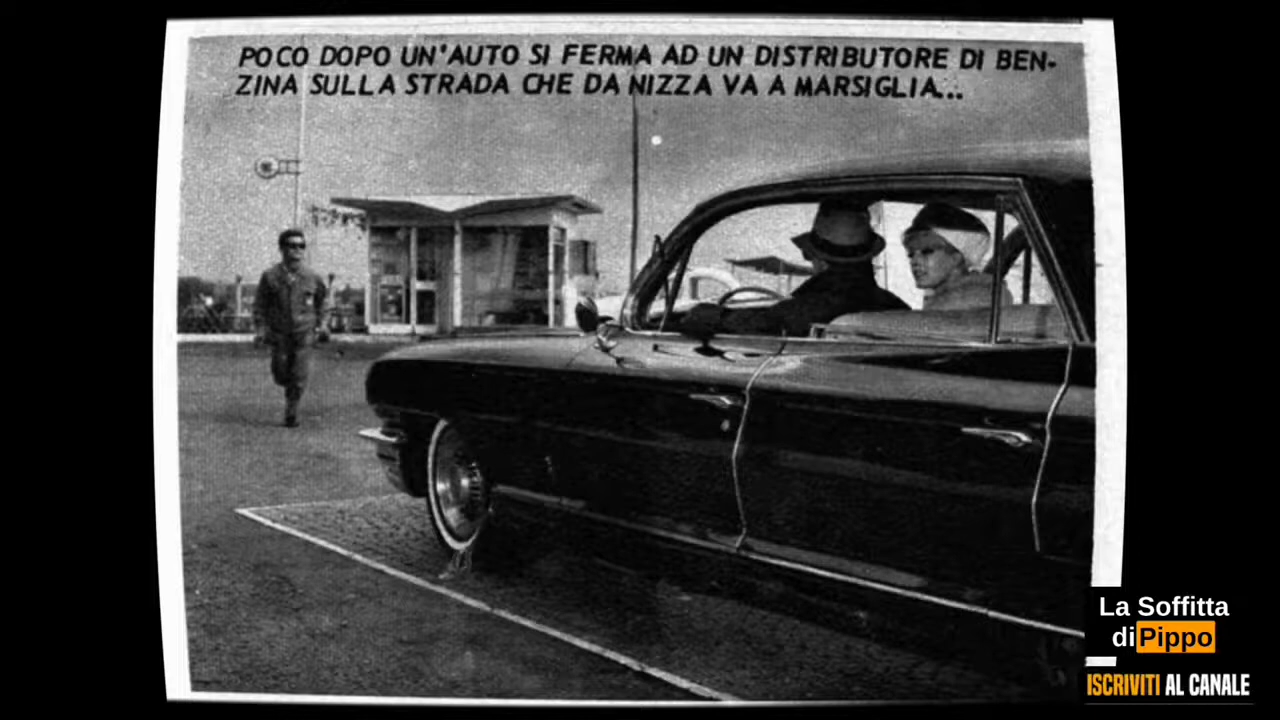 POCO DOPO UN'AUTO SI FERMA AD UN DISTRIBUTORE DI BEN-
ZINA SULLA STRADA CHE DA NIZZA VA A MARSIGLIA...
La Soffitta
di Pippo
ISCRIVITI AL CANALE